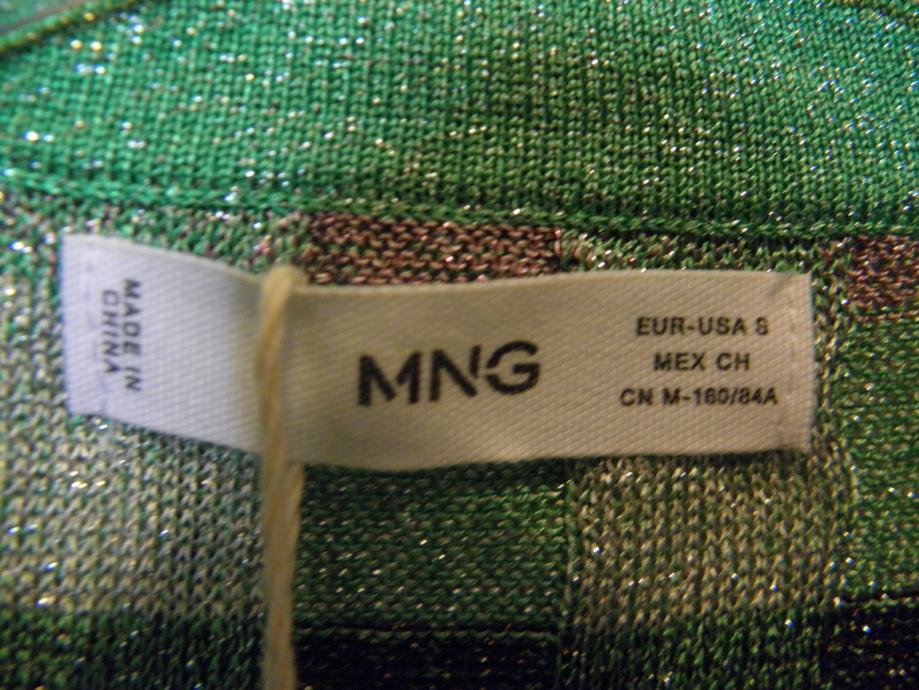 MADE IN
CHINA
MNG
EUR-USA S
MEX CH
CN M-160/84A